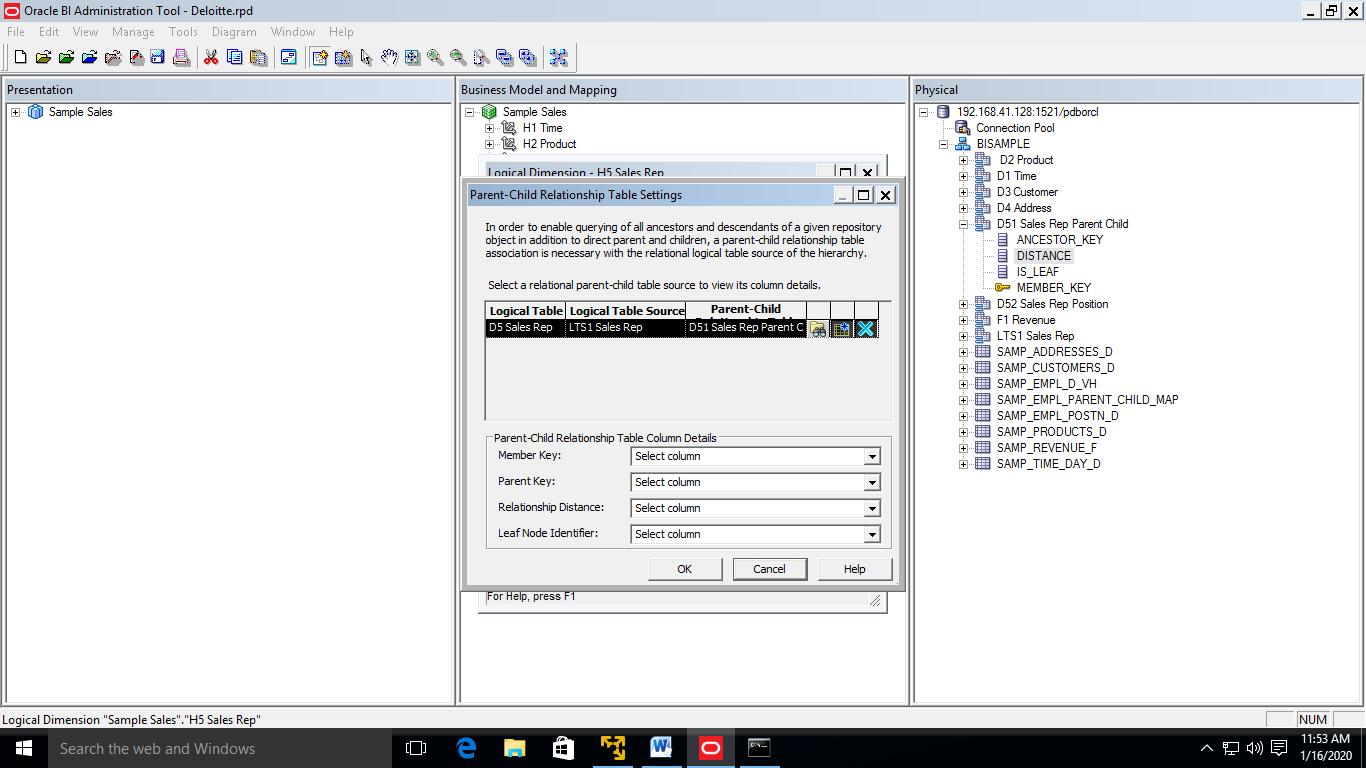 Oracle BI Administration Tool - Deloitte.rpd
File Edit View Manage Tools Diagram Window Help
Presentation
Sample Sales
Business Model and Mapping
Sample Sales
H1 Time
H2 Product
Logical Dimension - H5 Sales Rep
Parent-Child Relationship Table Settings
In order to enable querying of all ancestors and descendants of a given repository
object in addition to direct parent and children, a parent-child relationship table
association is necessary with the relational logical table source of the hierarchy.
Select a relational parent-child table source to view its column details.
Logical Table Logical Table Source Parent-Child
D5 Sales Rep LTS1 Sales Rep D51 Sales Rep Parent C
Parent-Child Relationship Table Column Details
Member Key: Select column
Parent Key: Select column
Relationship Distance: Select column
Leaf Node Identifier: Select column
OK Cancel Help
For Help, press F1
Physical
192.168.41.128:1521/pdborcl
Connection Pool
BISAMPLE
D2 Product
D1 Time
D3 Customer
D4 Address
D51 Sales Rep Parent Child
ANCESTOR_KEY
DISTANCE
IS_LEAF
MEMBER_KEY
D52 Sales Rep Position
F1 Revenue
LTS1 Sales Rep
SAMP_ADDRESSES_D
SAMP_CUSTOMERS_D
SAMP_EMPL_D_VH
SAMP_EMPL_PARENT_CHILD_MAP
SAMP_EMPL_POSTN_D
SAMP_PRODUCTS_D
SAMP_REVENUE_F
SAMP_TIME_DAY_D
Logical Dimension "Sample Sales"."H5 Sales Rep"
NUM
Search the web and Windows
11:53 AM
1/16/2020